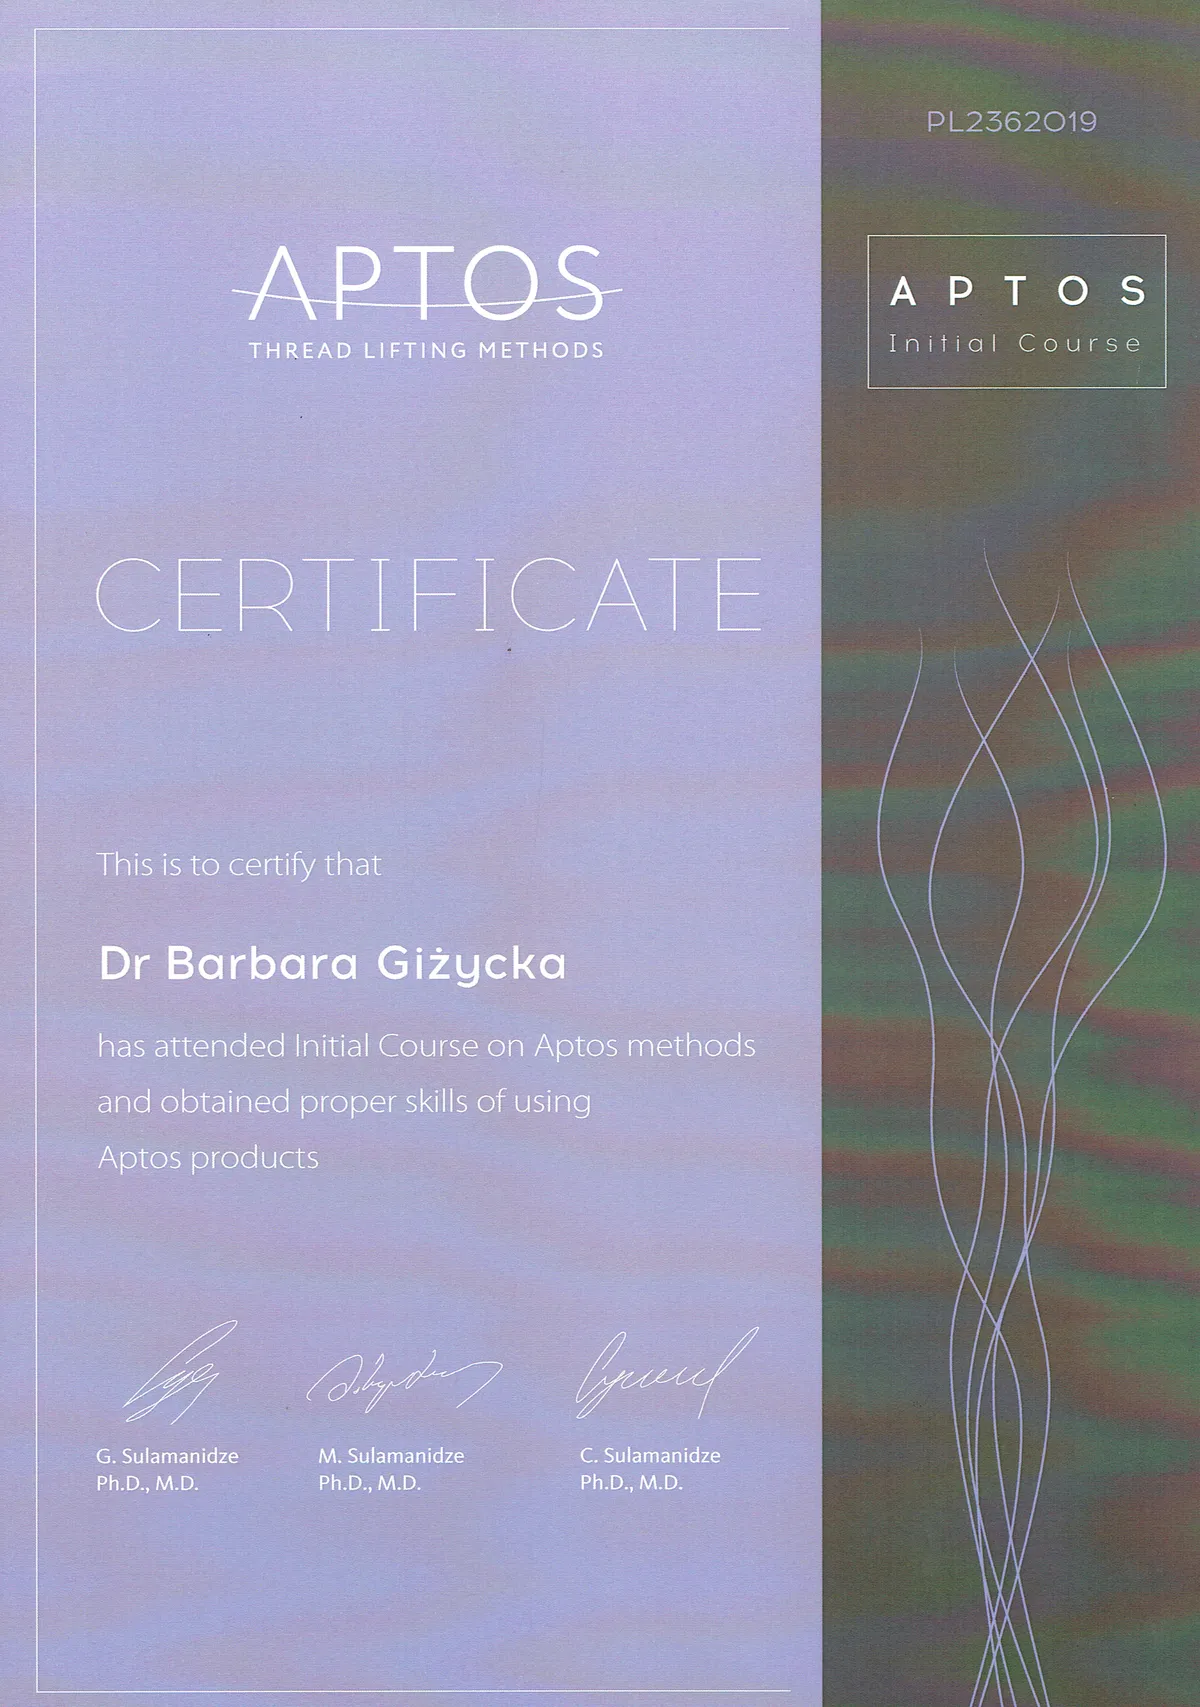 PL2362019
APTOS
THREAD LIFTING METHODS
APTOS
Initial Course
CERTIFICATE
This is to certify that
Dr Barbara Giżycka
has attended Initial Course on Aptos methods
and obtained proper skills of using
Aptos products
G. Sulamanidze
Ph.D., M.D.
M. Sulamanidze
Ph.D., M.D.
C. Sulamanidze
Ph.D., M.D.